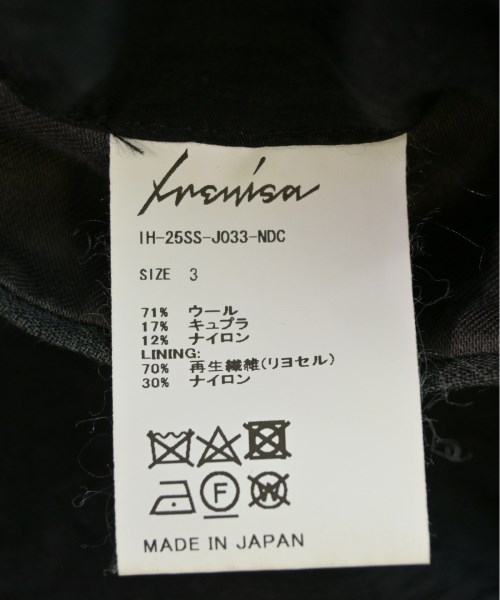 Irenisa
IH-25SS-J033-NDC
SIZE 3
71% ウール
17% キュプラ
12% ナイロン
LINING:
70% 再生繊維(リヨセル)
30% ナイロン
F W
MADE IN JAPAN